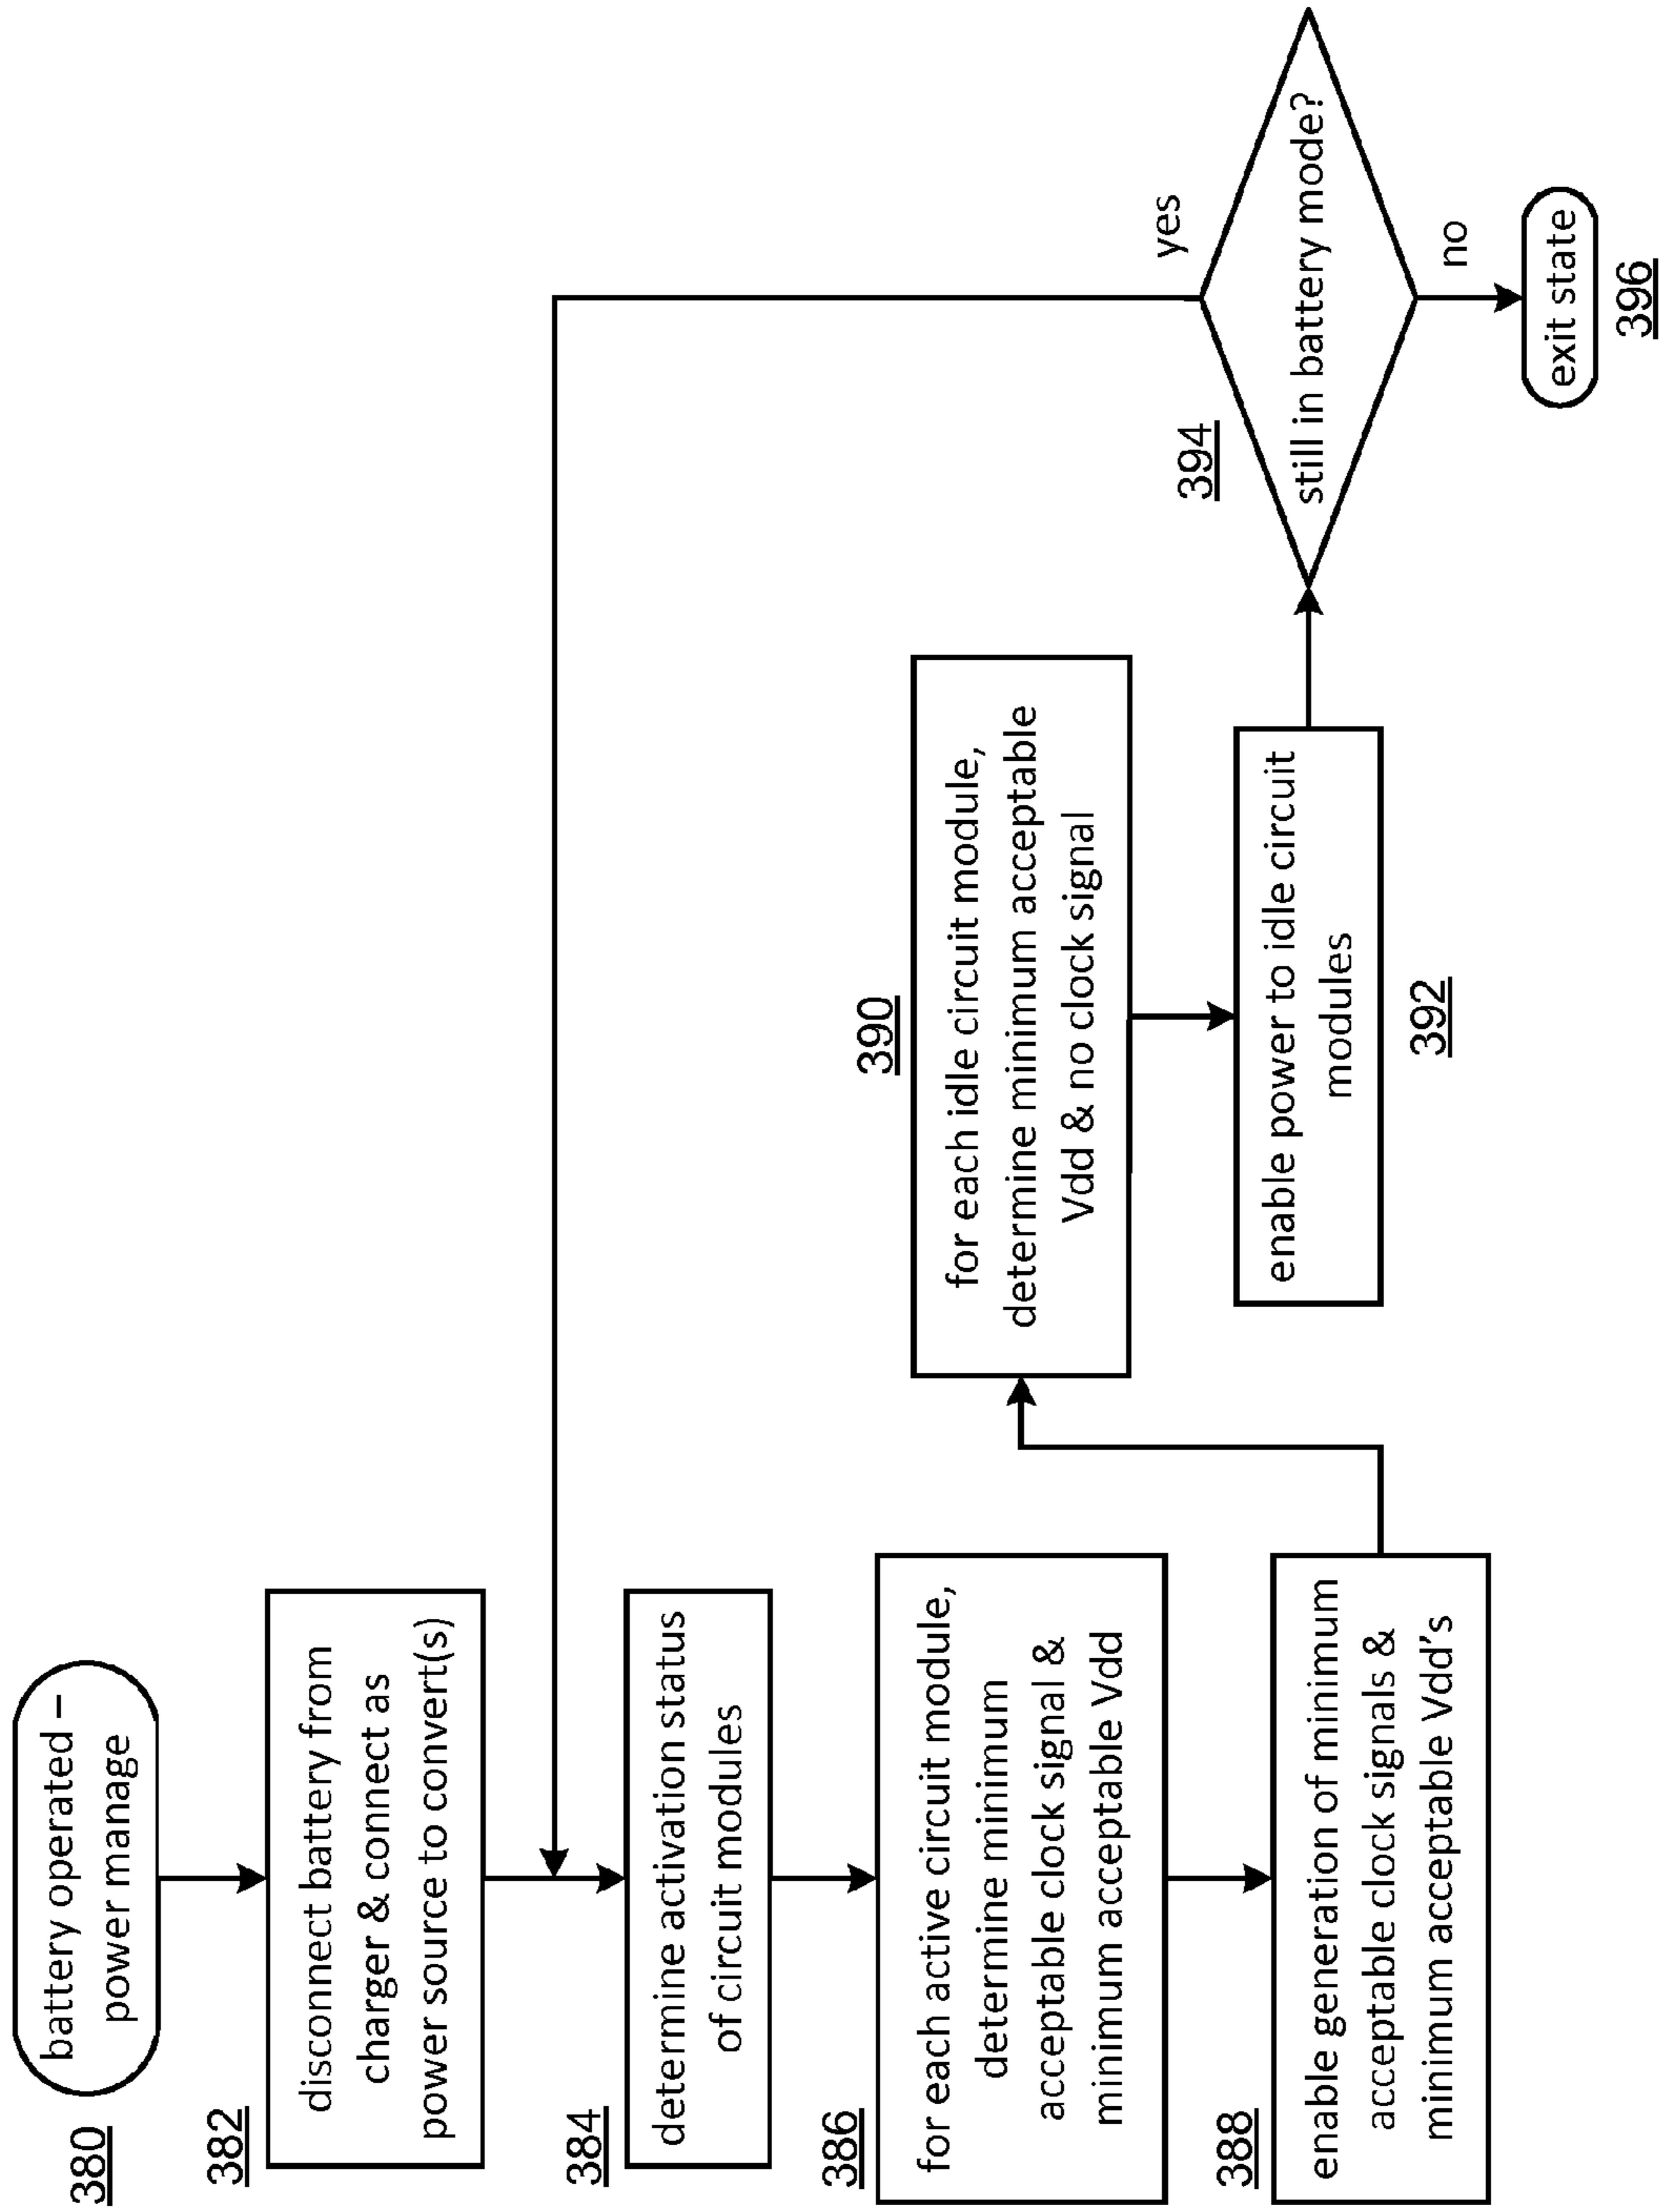 380
battery operated –
power manage
382
disconnect battery from
charger & connect as
power source to convert(s)
384
determine activation status
of circuit modules
386
for each active circuit module,
determine minimum
acceptable clock signal &
minimum acceptable Vdd
388
enable generation of minimum
acceptable clock signals &
minimum acceptable Vdd's
390
for each idle circuit module,
determine minimum acceptable
Vdd & no clock signal
enable power to idle circuit
modules
392
394
still in battery mode?
yes
no
exit state
396